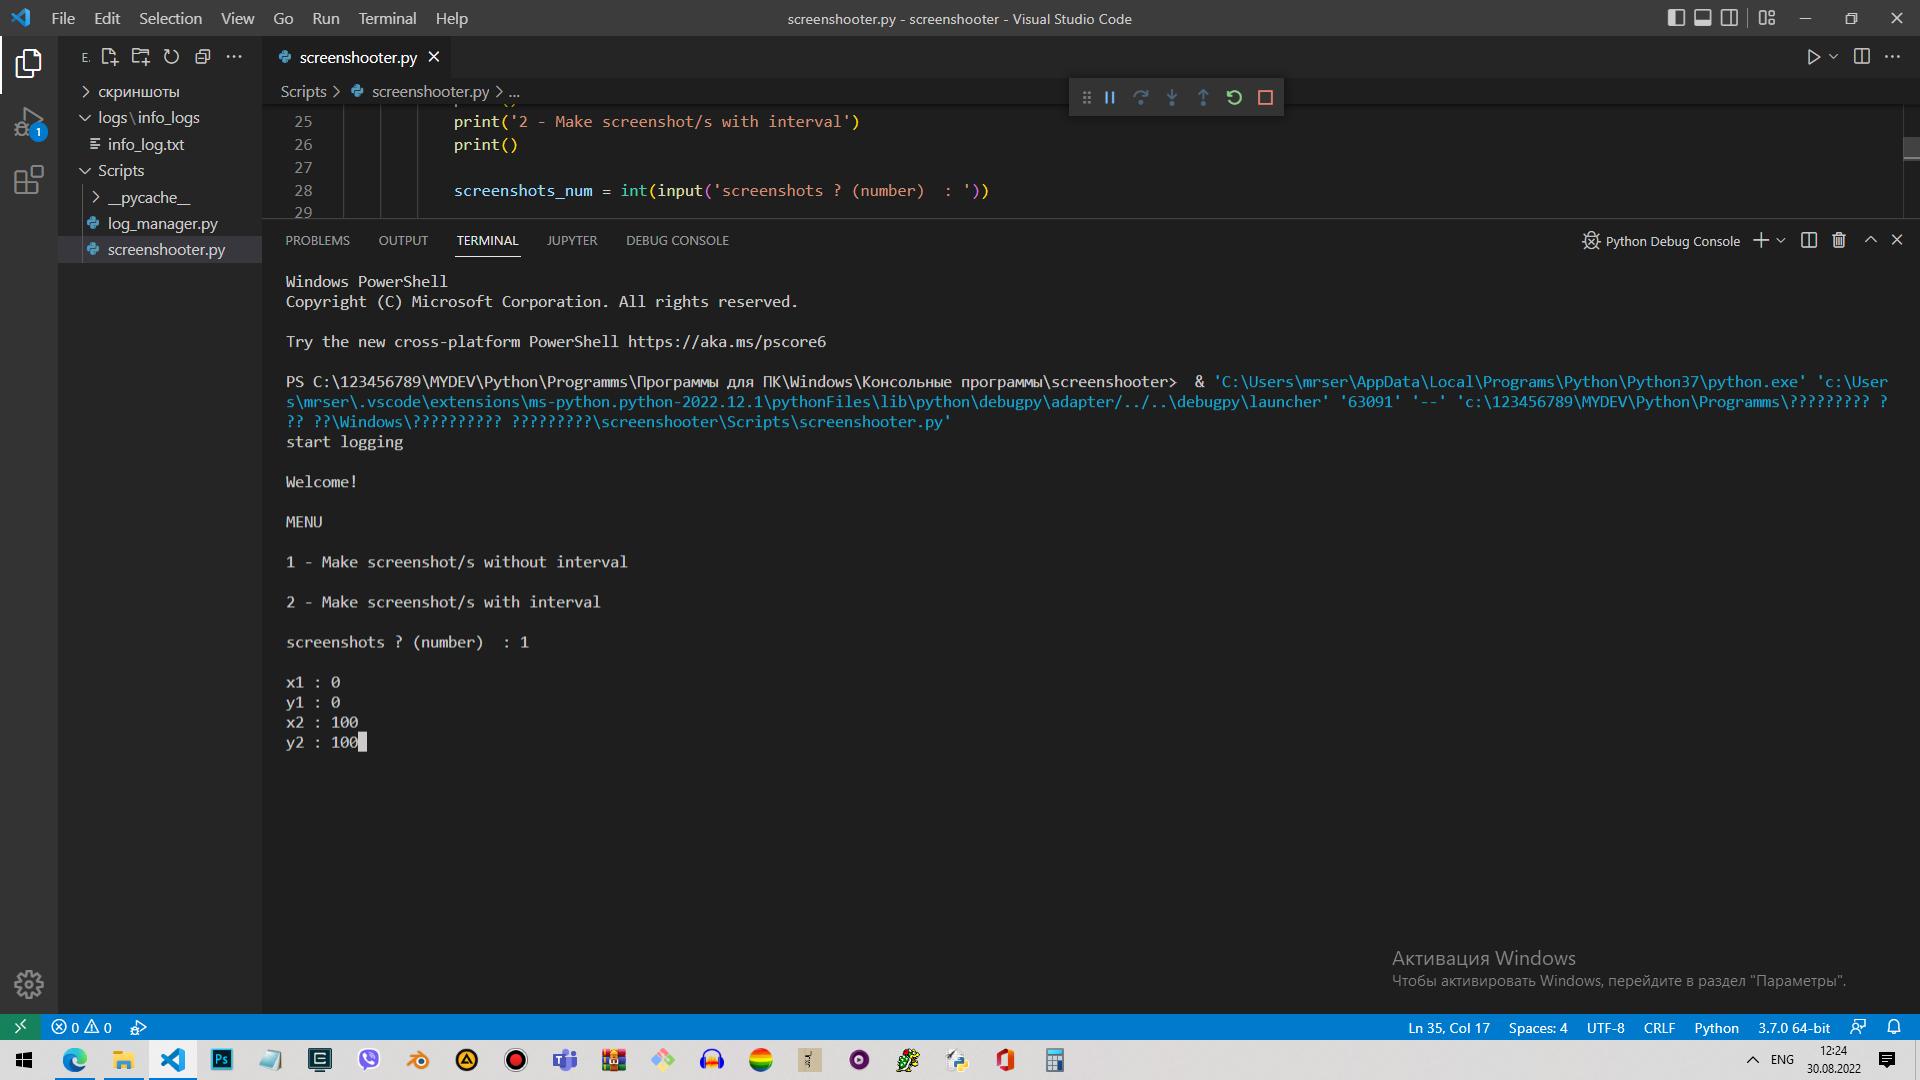 File Edit Selection View Go Run Terminal Help
screenshooter.py - screenshooter - Visual Studio Code
E.
screenshooter.py
скриншоты
logs\info_logs
info_log.txt
Scripts
__pycache__
log_manager.py
screenshooter.py
1
Scripts > screenshooter.py > ...
25 print('2 - Make screenshot/s with interval')
26 print()
27
28 screenshots_num = int(input('screenshots ? (number)  : '))
29
PROBLEMS OUTPUT TERMINAL JUPYTER DEBUG CONSOLE
Python Debug Console
Windows PowerShell
Copyright (C) Microsoft Corporation. All rights reserved.
Try the new cross-platform PowerShell https://aka.ms/pscore6
PS C:\123456789\MYDEV\Python\Programms\Программы для ПК\Windows\Консольные программы\screenshooter>  & 'C:\Users\mrser\AppData\Local\Programs\Python\Python37\python.exe' 'c:\User
s\mrser\.vscode\extensions\ms-python.python-2022.12.1\pythonFiles\lib\python\debugpy\adapter/../..\debugpy\launcher' '63091' '--' 'c:\123456789\MYDEV\Python\Programms\????????? ?
?? ??\Windows\?????????? ?????????\screenshooter\Scripts\screenshooter.py'
start logging
Welcome!
MENU
1 - Make screenshot/s without interval
2 - Make screenshot/s with interval
screenshots ? (number)  : 1
x1 : 0
y1 : 0
x2 : 100
y2 : 100
Активация Windows
Чтобы активировать Windows, перейдите в раздел "Параметры".
0 0
Ln 35, Col 17 Spaces: 4 UTF-8 CRLF Python 3.7.0 64-bit
Ps
ENG
12:24
30.08.2022